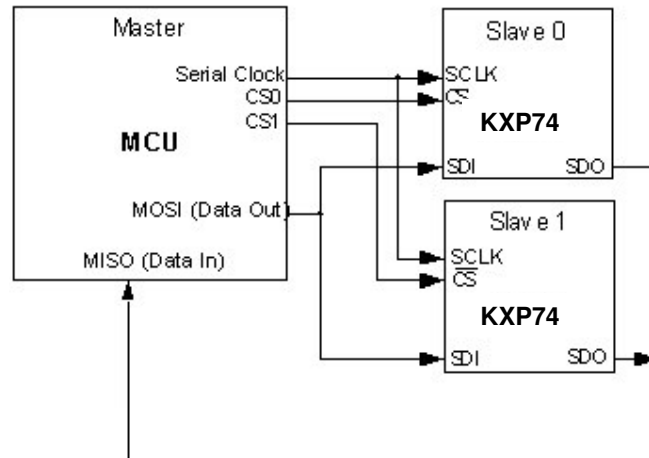 Master
Serial Clock
CS0
CS1
MCU
MOSI (Data Out)
MISO (Data In)
Slave 0
SCLK
CS
KXP74
SDI SDO
Slave 1
SCLK
CS
KXP74
SDI SDO